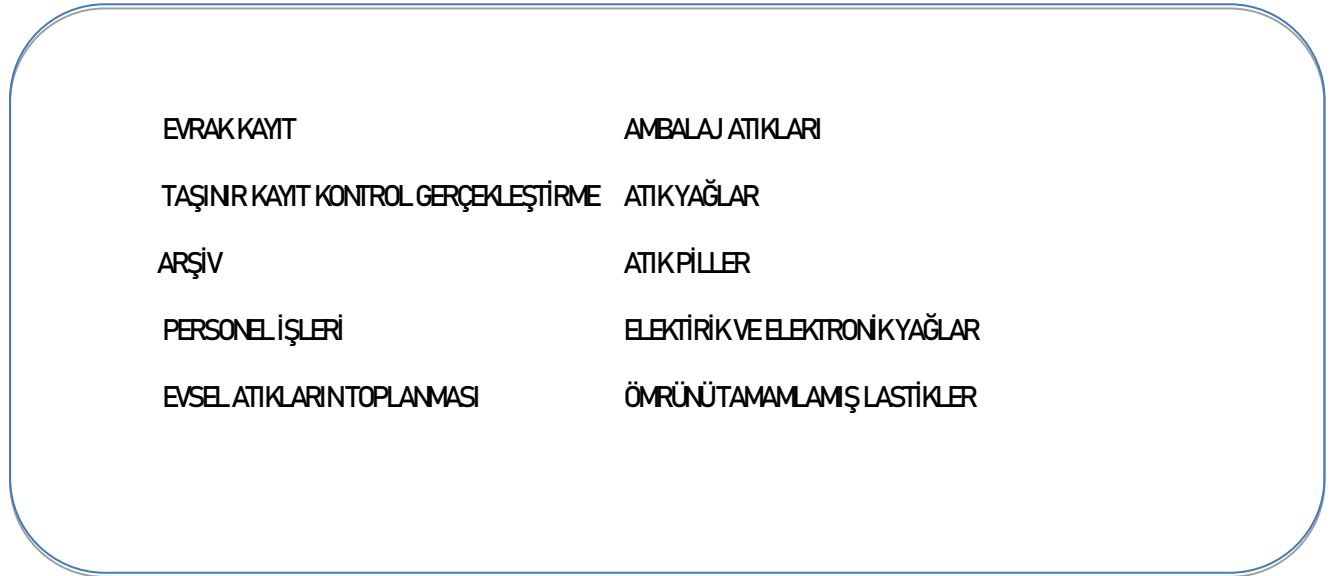 EVRAK KAYIT AMBALAJ ATIKLARI
TAŞINIR KAYIT KONTROL GERÇEKLEŞTİRME ATIK YAĞLAR
ARŞİV ATIK PİLLER
PERSONEL İŞLERİ ELEKTİRİK VE ELEKTRONİK YAĞLAR
EVSEL ATIKLARIN TOPLANMASI ÖMRÜNÜ TAMAMLAMIŞ LASTİKLER